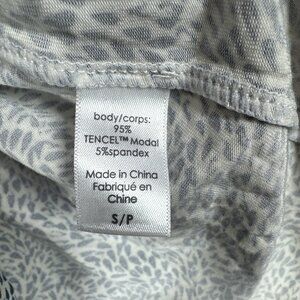 body/corps:
95%
TENCEL™ Modal
5%spandex
Made in China
Fabriqué en
Chine
S/P